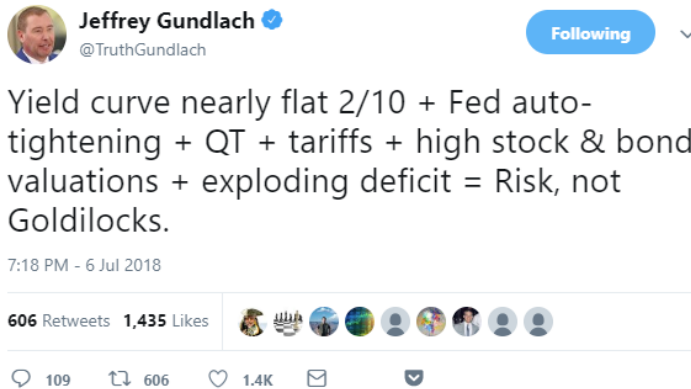 Jeffrey Gundlach
Following
@TruthGundlach
Yield curve nearly flat 2/10 + Fed auto-
tightening + QT + tariffs + high stock & bond
valuations + exploding deficit = Risk, not
Goldilocks.
7:18 PM - 6 Jul 2018
606 Retweets 1,435 Likes
109 606 1.4K